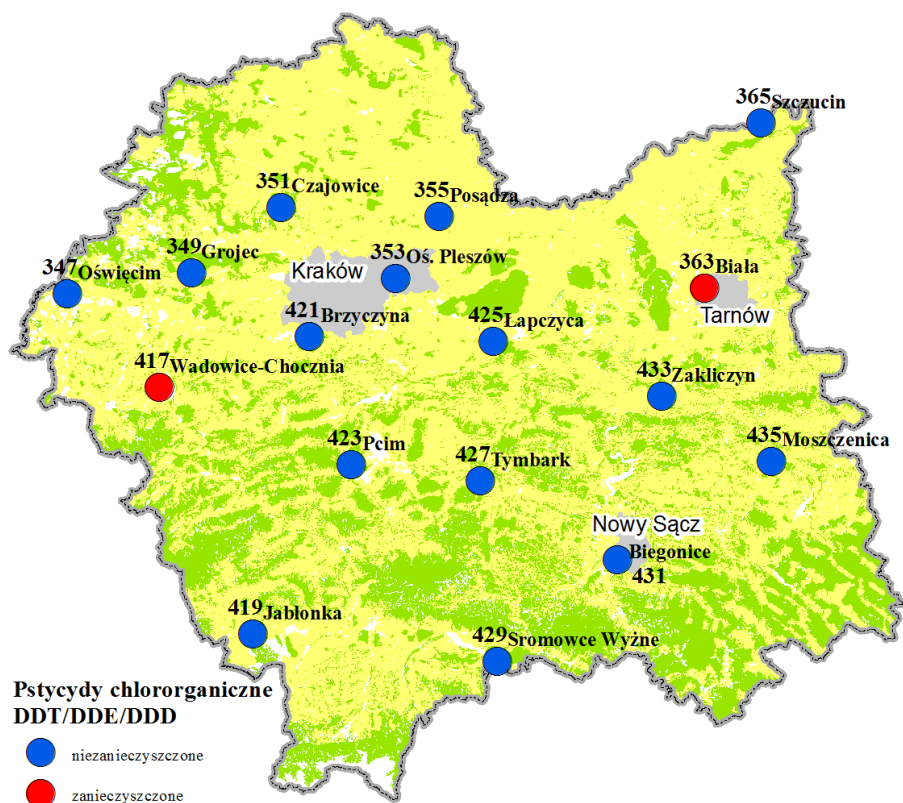 365 Szczucin
351 Czajowice
355 Posądza
349 Grojec
353 Oś. Pleszów
Kraków
363 Biała
347 Oświęcim
Tarnów
421 Brzyczyna
425 Łapczyca
417 Wadowice-Chocznia
433 Zakliczyn
423 Pcim
435 Moszczenica
427 Tymbark
Nowy Sącz
Biegonice
431
419 Jabłonka
429 Sromowce Wyżne
Pstycydy chlororganiczne
DDT/DDE/DDD
niezanieczyszczone
zanieczyszczone